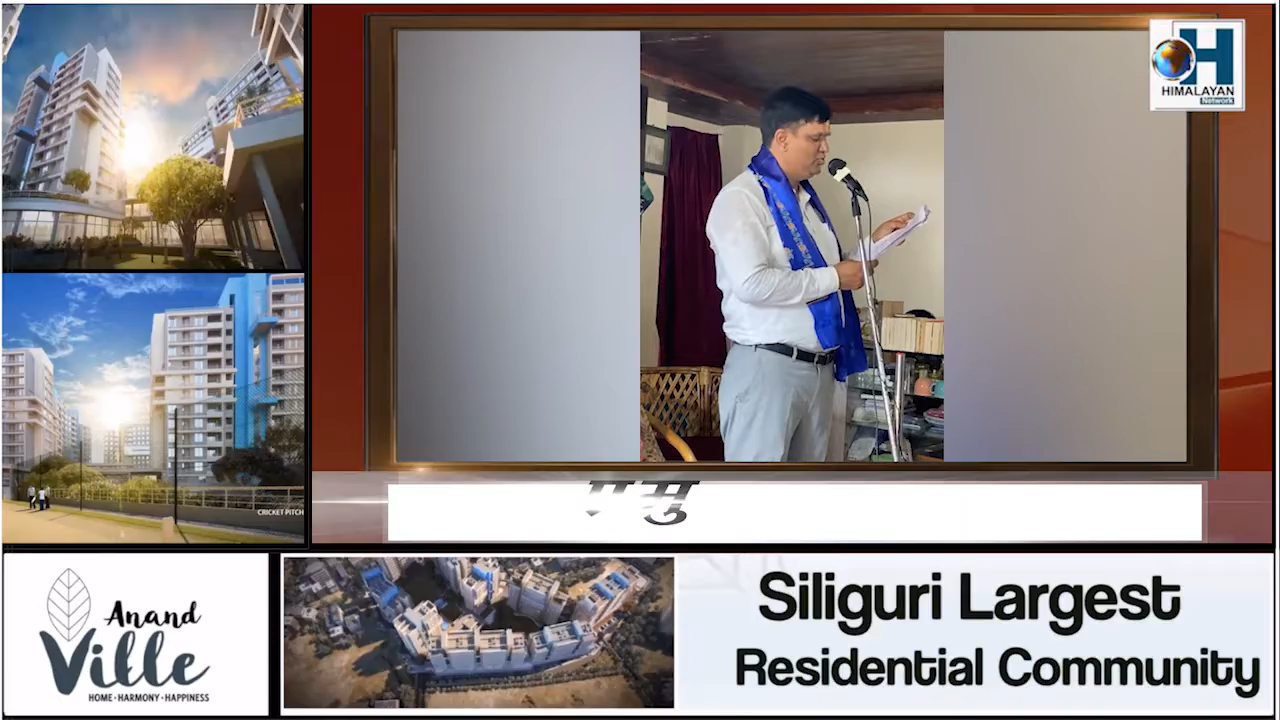 HIMALAYAN
Network
CRICKET PITCH
Anand
Ville
HOME • HARMONY • HAPPINESS
Siliguri Largest
Residential Community